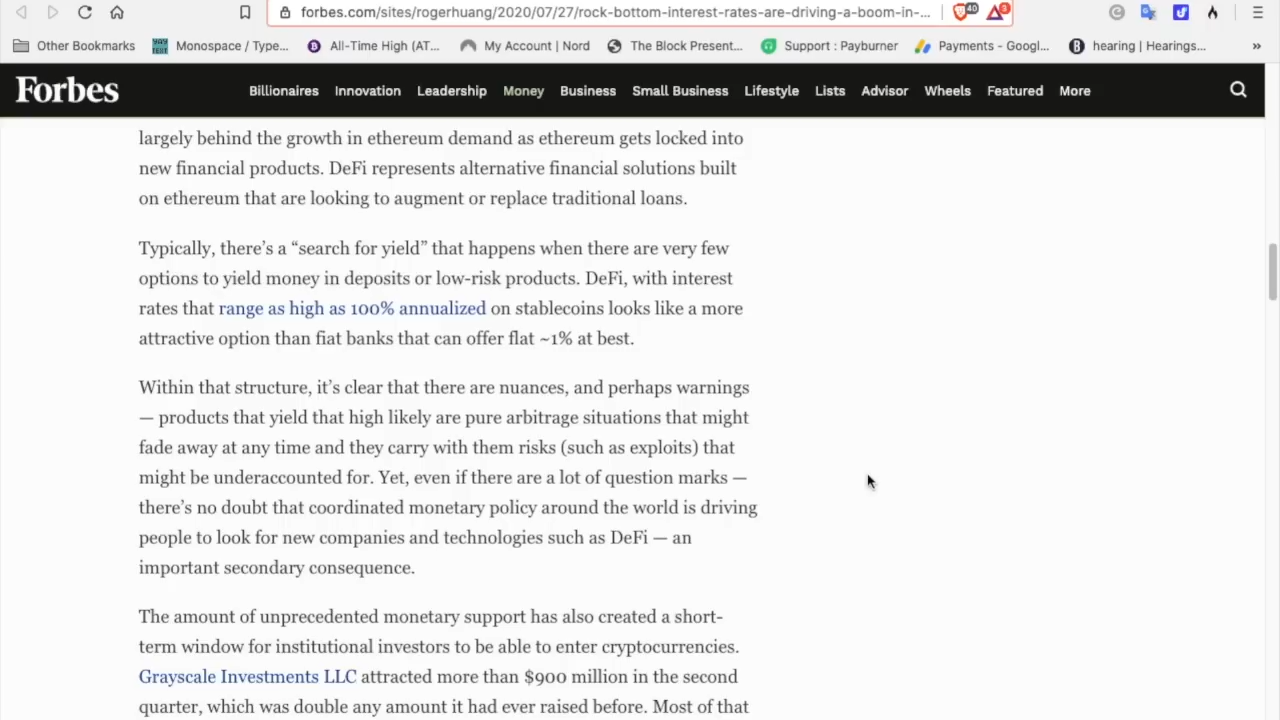 forbes.com/sites/rogerhuang/2020/07/27/rock-bottom-interest-rates-are-driving-a-boom-in-...
40
3
Other Bookmarks
Monospace / Type...
All-Time High (AT...
My Account | Nord
The Block Present...
Support : Payburner
Payments - Googl...
hearing | Hearings...
»
Forbes
Billionaires
Innovation
Leadership
Money
Business
Small Business
Lifestyle
Lists
Advisor
Wheels
Featured
More
largely behind the growth in ethereum demand as ethereum gets locked into
new financial products. DeFi represents alternative financial solutions built
on ethereum that are looking to augment or replace traditional loans.
Typically, there’s a “search for yield” that happens when there are very few
options to yield money in deposits or low-risk products. DeFi, with interest
rates that range as high as 100% annualized on stablecoins looks like a more
attractive option than fiat banks that can offer flat ~1% at best.
Within that structure, it’s clear that there are nuances, and perhaps warnings
— products that yield that high likely are pure arbitrage situations that might
fade away at any time and they carry with them risks (such as exploits) that
might be underaccounted for. Yet, even if there are a lot of question marks —
there’s no doubt that coordinated monetary policy around the world is driving
people to look for new companies and technologies such as DeFi — an
important secondary consequence.
The amount of unprecedented monetary support has also created a short-
term window for institutional investors to be able to enter cryptocurrencies.
Grayscale Investments LLC attracted more than $900 million in the second
quarter, which was double any amount it had ever raised before. Most of that